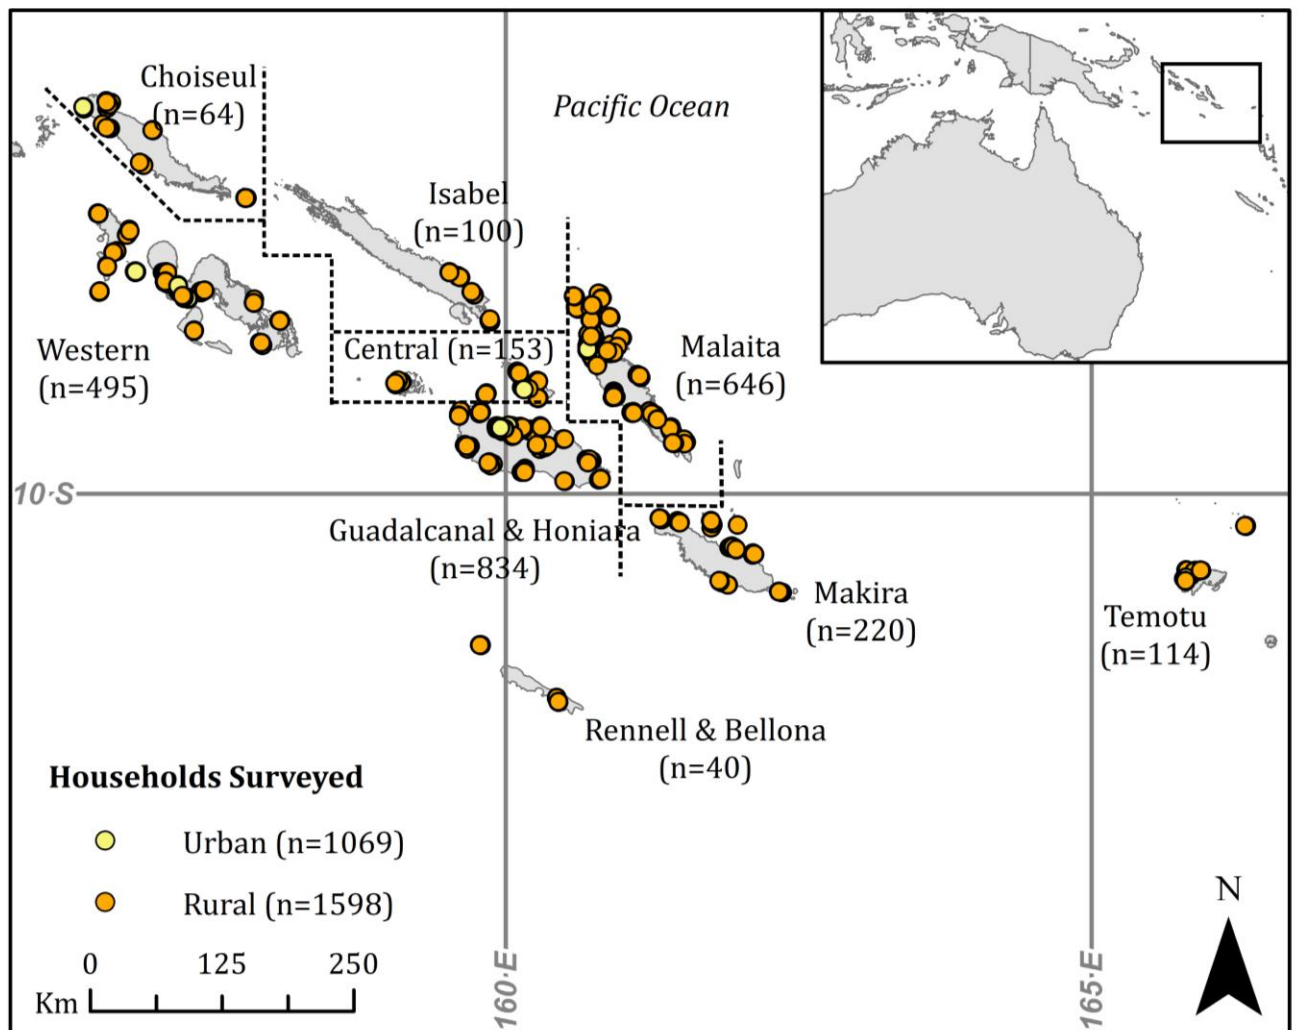 Choiseul
(n=64)
Pacific Ocean
Isabel
(n=100)
Western
(n=495)
Central (n=153)
Malaita
(n=646)
10°S
Guadalcanal & Honiara
(n=834)
Makira
(n=220)
Temotu
(n=114)
Rennell & Bellona
(n=40)
Households Surveyed
Urban (n=1069)
Rural (n=1598)
0 125 250
Km
160°E
165°E
N